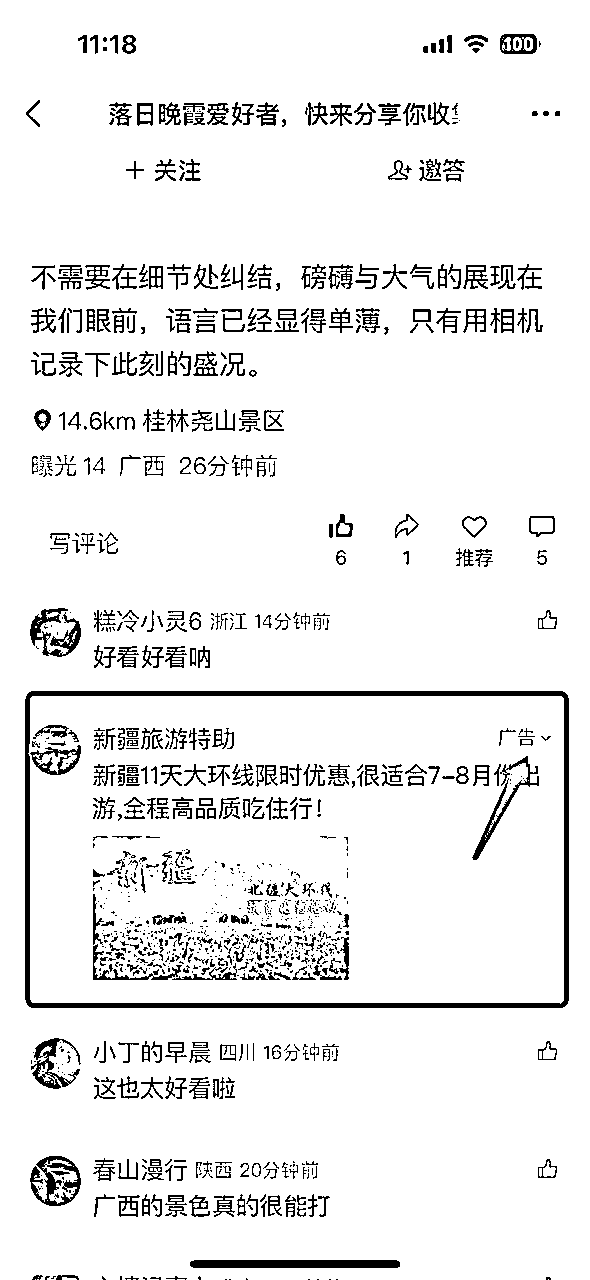 11:18
100
落日晚霞爱好者，快来分享你收集
+ 关注
邀答
不需要在细节处纠结，磅礴与大气的展现在
我们眼前，语言已经显得单薄，只有用相机
记录下此刻的盛况。
14.6km 桂林尧山景区
曝光 14 广西 26分钟前
写评论
6
1
推荐
5
糕冷小灵6 浙江 14分钟前
好看好看呐
新疆旅游特助
广告
新疆11天大环线限时优惠,很适合7-8月份出
游,全程高品质吃住行!
新疆
北疆大环线
小丁的早晨 四川 16分钟前
这也太好看啦
春山漫行 陕西 20分钟前
广西的景色真的很能打